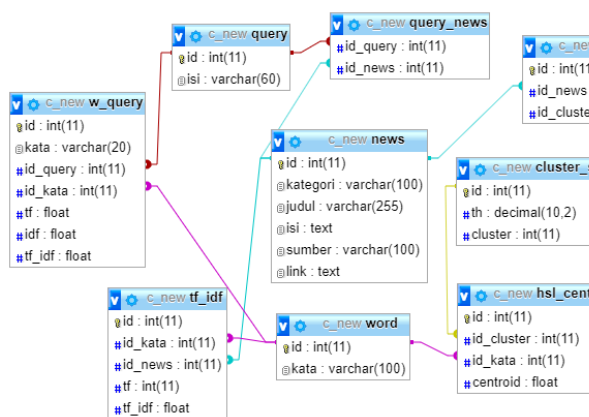 c_new query
id : int(11)
isi : varchar(60)
c_new query_news
id_query : int(11)
id_news : int(11)
c_new
id : int(11
id_news
id_cluste
c_new w_query
id : int(11)
kata : varchar(20)
id_query : int(11)
id_kata : int(11)
tf : float
idf : float
tf_idf : float
c_new news
id : int(11)
kategori : varchar(100)
judul : varchar(255)
isi : text
sumber : varchar(100)
link : text
c_new cluster_s
id : int(11)
th : decimal(10,2)
cluster : int(11)
c_new tf_idf
id : int(11)
id_kata : int(11)
id_news : int(11)
tf : int(11)
tf_idf : float
c_new word
id : int(11)
kata : varchar(100)
c_new hsl_cent
id : int(11)
id_cluster : int(11)
id_kata : int(11)
centroid : float